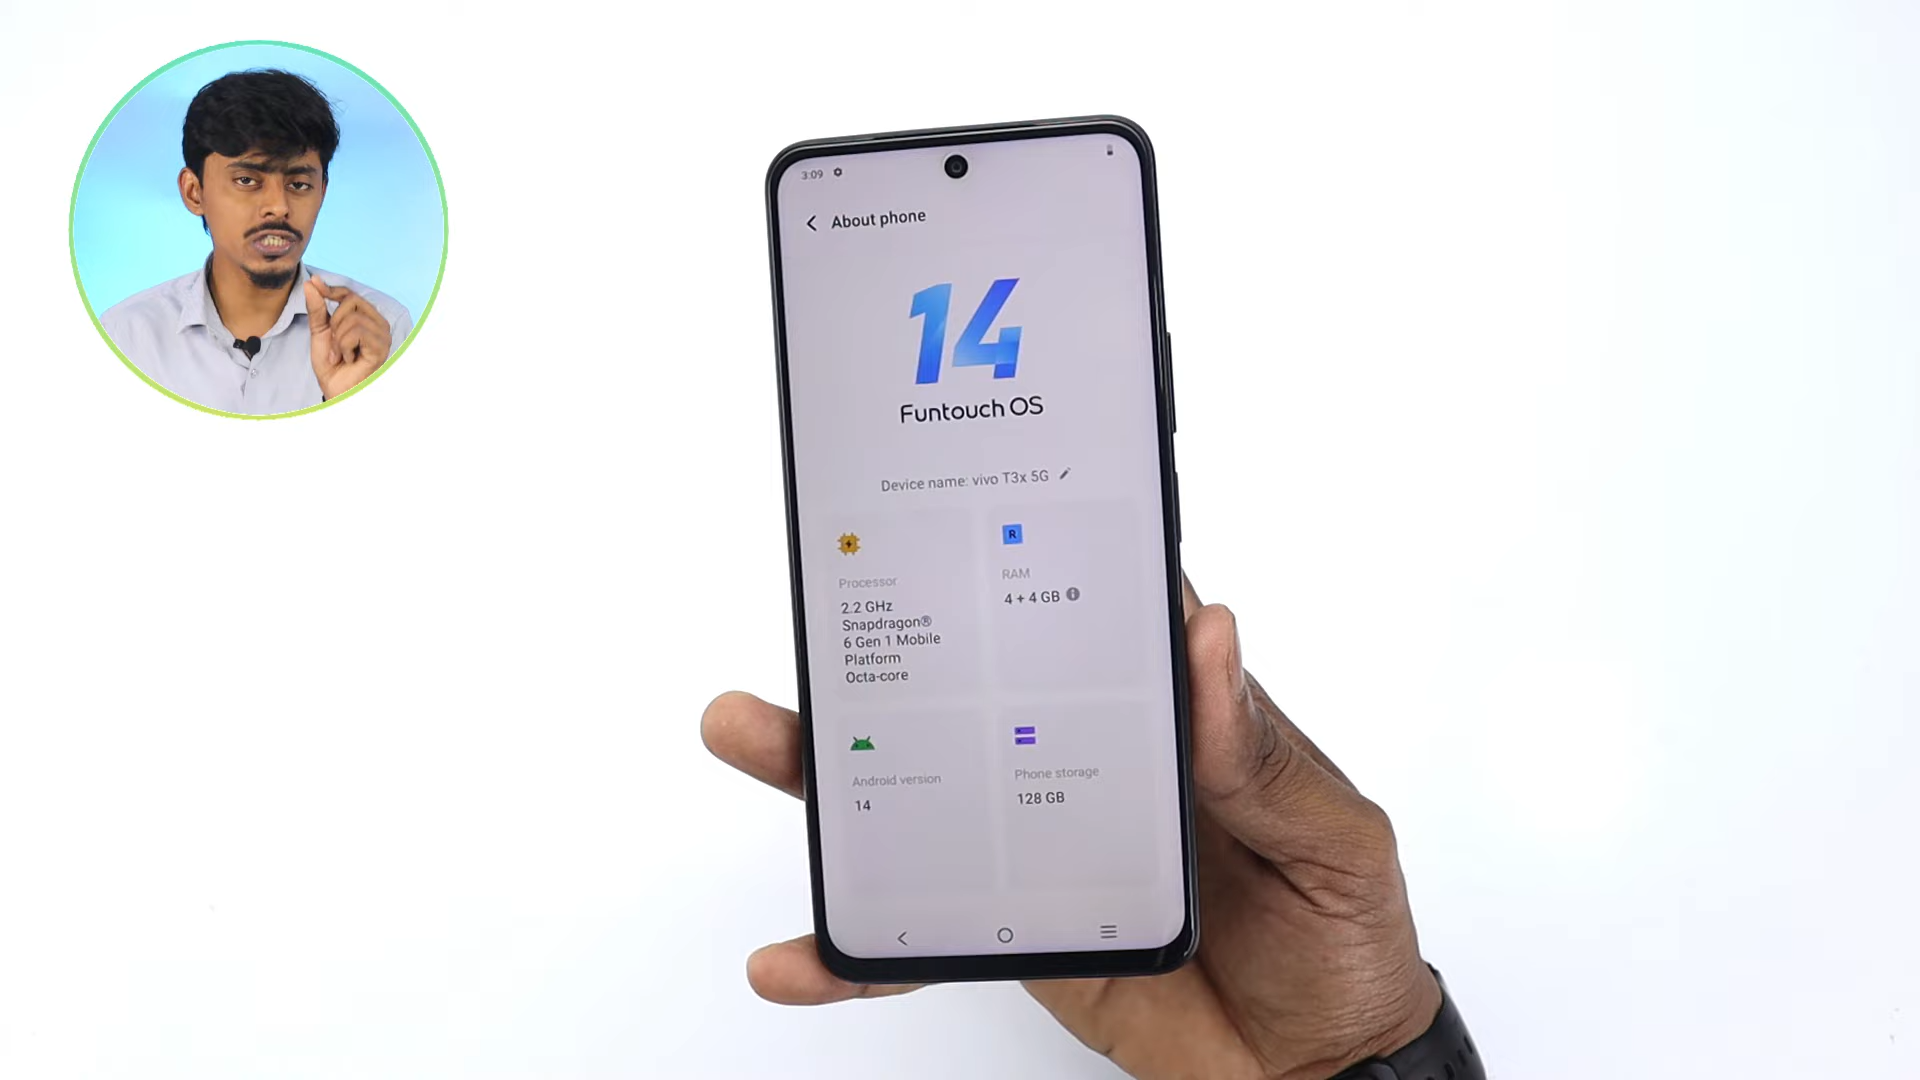 3:09
About phone
14
Funtouch OS
Device name: vivo T3x 5G
R
Processor
2.2 GHz
Snapdragon®
6 Gen 1 Mobile
Platform
Octa-core
RAM
4 + 4 GB
Android version
14
Phone storage
128 GB